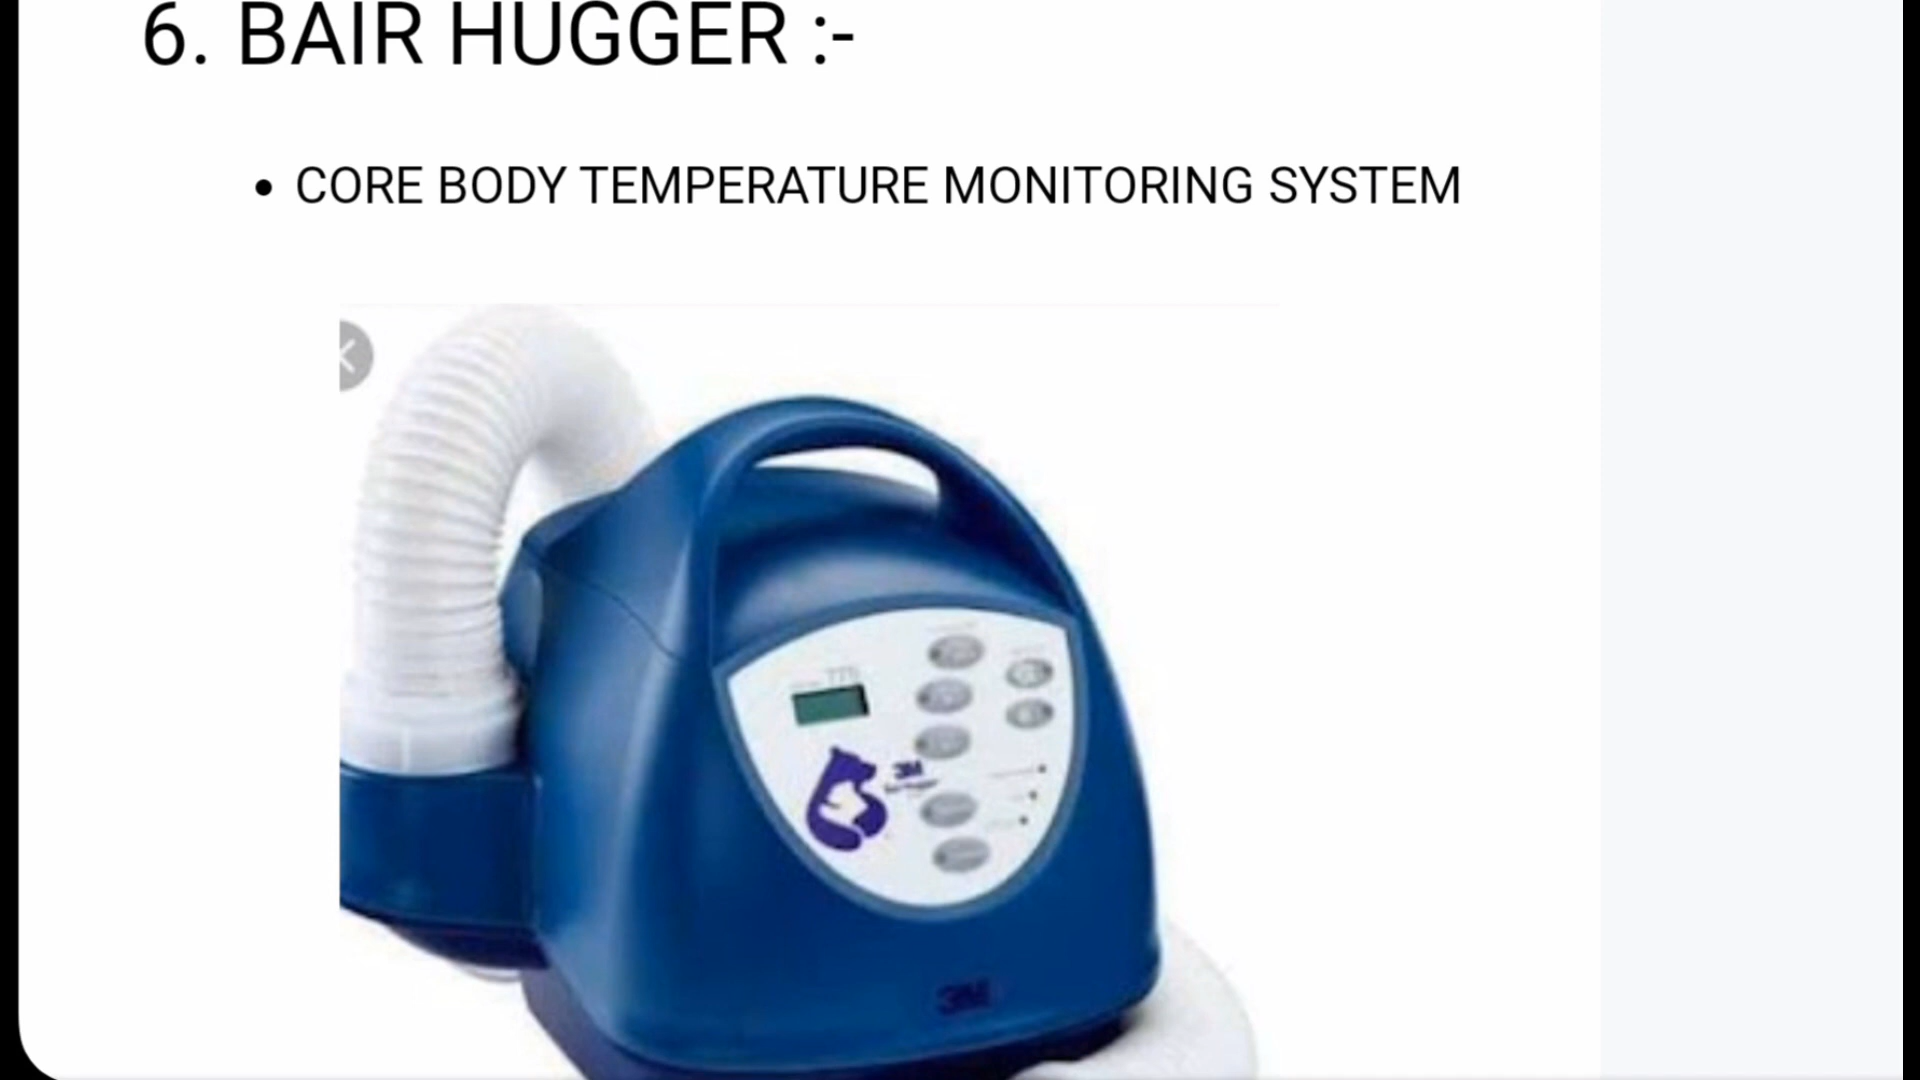 6. BAIR HUGGER :-
• CORE BODY TEMPERATURE MONITORING SYSTEM
3M
3M